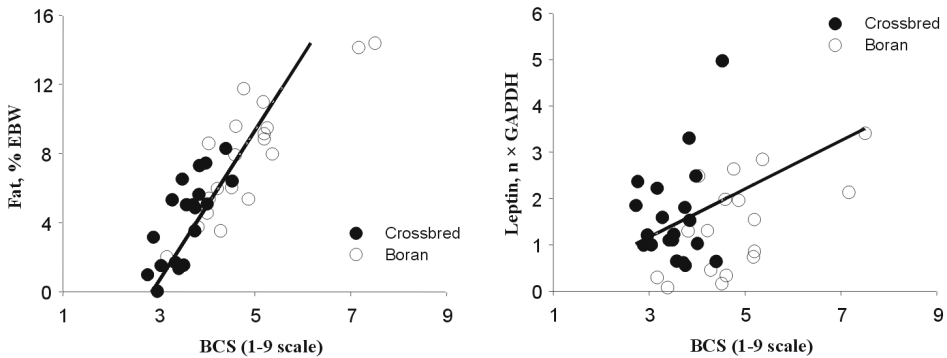 16
12
8
4
0
Fat, % EBW
Crossbred
Boran
1 3 5 7 9
BCS (1-9 scale)
6
5
4
3
2
1
0
Leptin, n × GAPDH
Crossbred
Boran
1 3 5 7 9
BCS (1-9 scale)